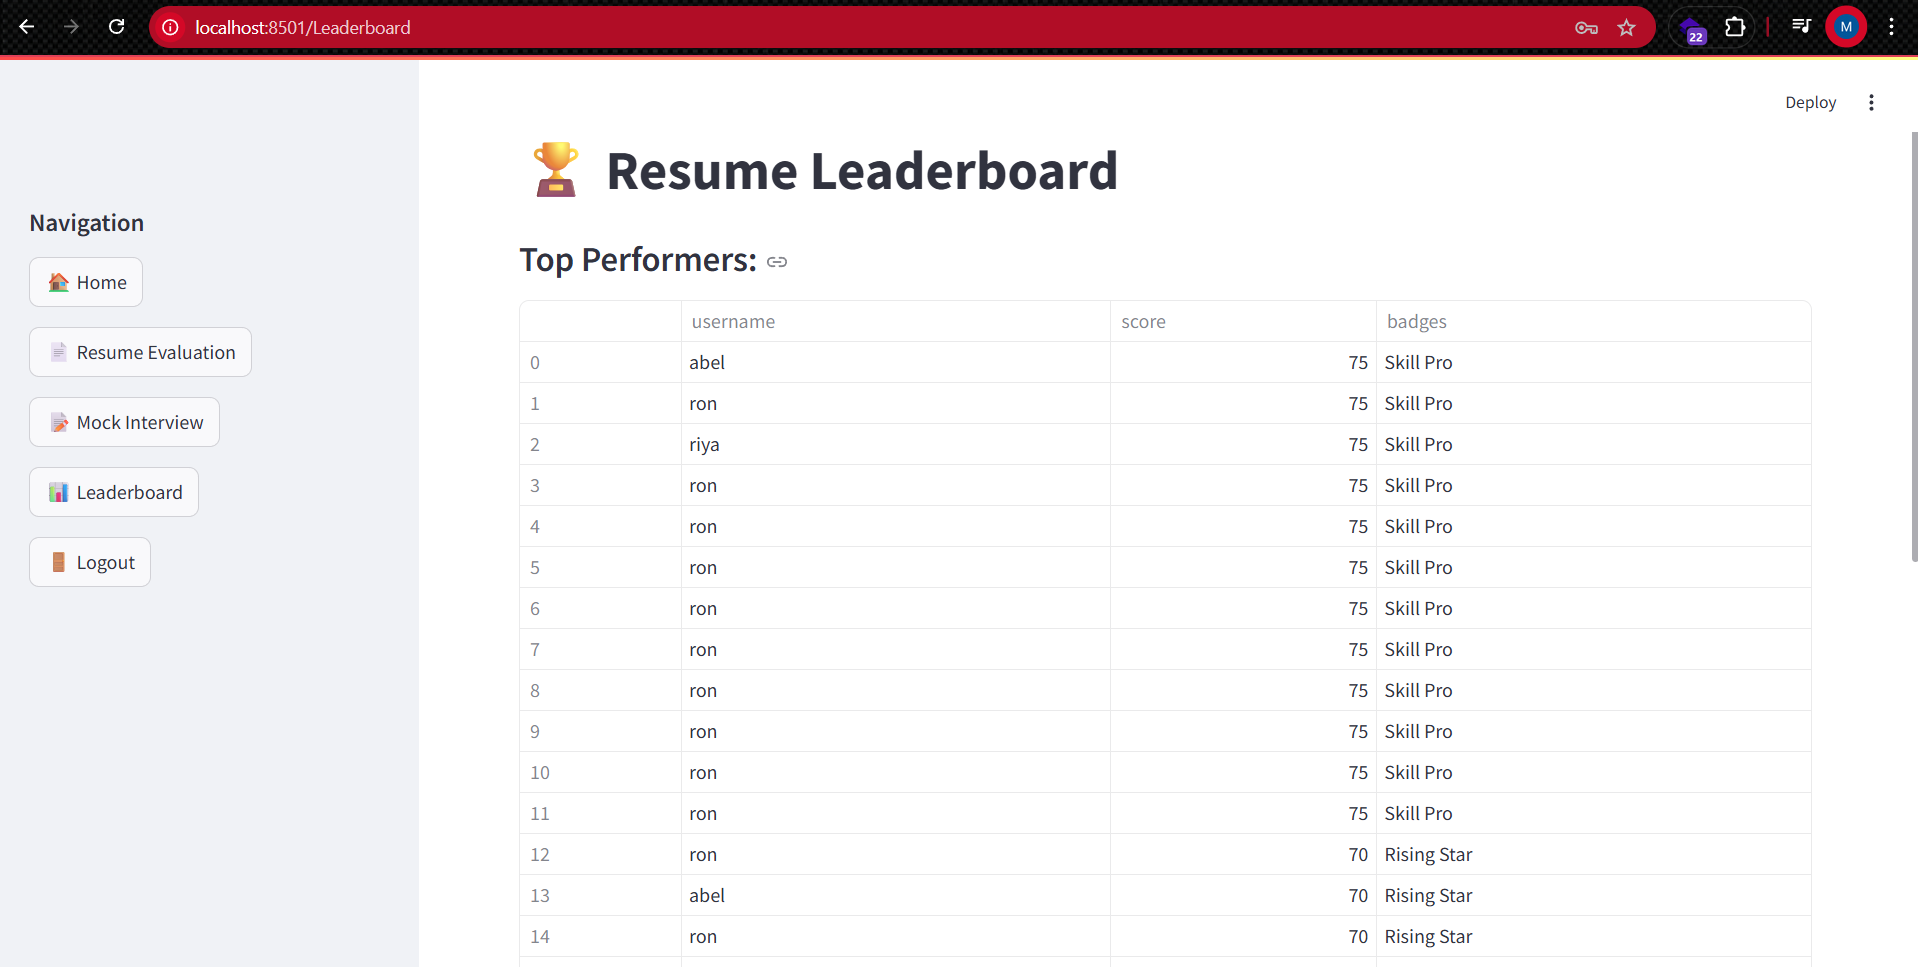 localhost:8501/Leaderboard
22
M
Deploy
Navigation
Home
Resume Evaluation
Mock Interview
Leaderboard
Logout
Resume Leaderboard
Top Performers:
username score badges
0 abel 75 Skill Pro
1 ron 75 Skill Pro
2 riya 75 Skill Pro
3 ron 75 Skill Pro
4 ron 75 Skill Pro
5 ron 75 Skill Pro
6 ron 75 Skill Pro
7 ron 75 Skill Pro
8 ron 75 Skill Pro
9 ron 75 Skill Pro
10 ron 75 Skill Pro
11 ron 75 Skill Pro
12 ron 70 Rising Star
13 abel 70 Rising Star
14 ron 70 Rising Star